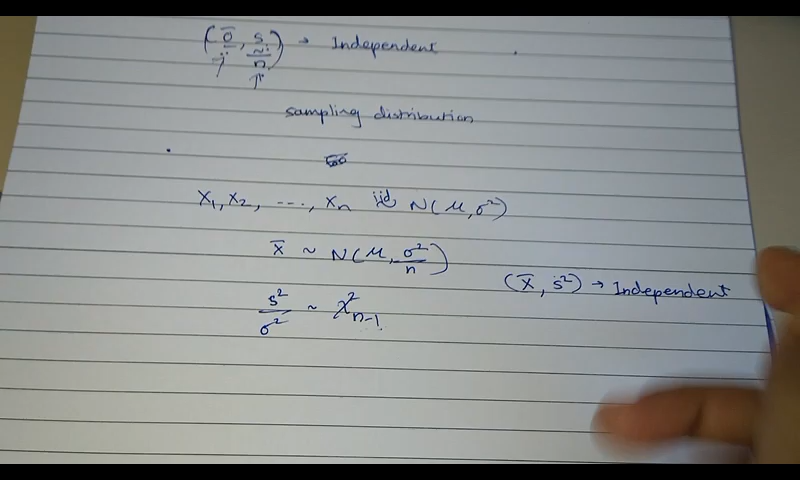 (ō, s/n) → Independent
sampling distribution
X₁, X₂, ----, Xn iid N(μ, σ²)
x̄ ~ N(μ, σ²/n)
(x̄, s²) → Independent
s²/σ² ~ χ²n-1